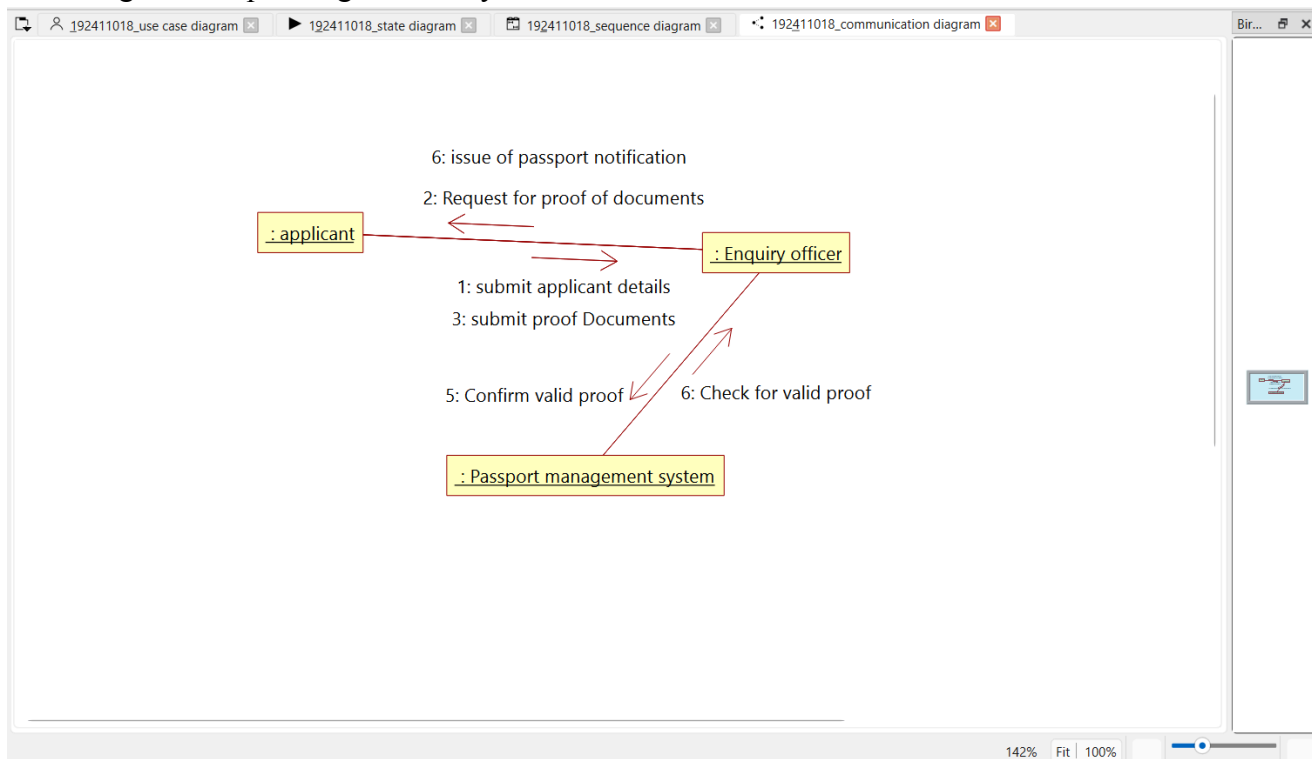 192411018_use case diagram
192411018_state diagram
192411018_sequence diagram
192411018_communication diagram
Bir...
6: issue of passport notification
2: Request for proof of documents
: applicant
: Enquiry officer
1: submit applicant details
3: submit proof Documents
5: Confirm valid proof
6: Check for valid proof
: Passport management system
142%
Fit
100%